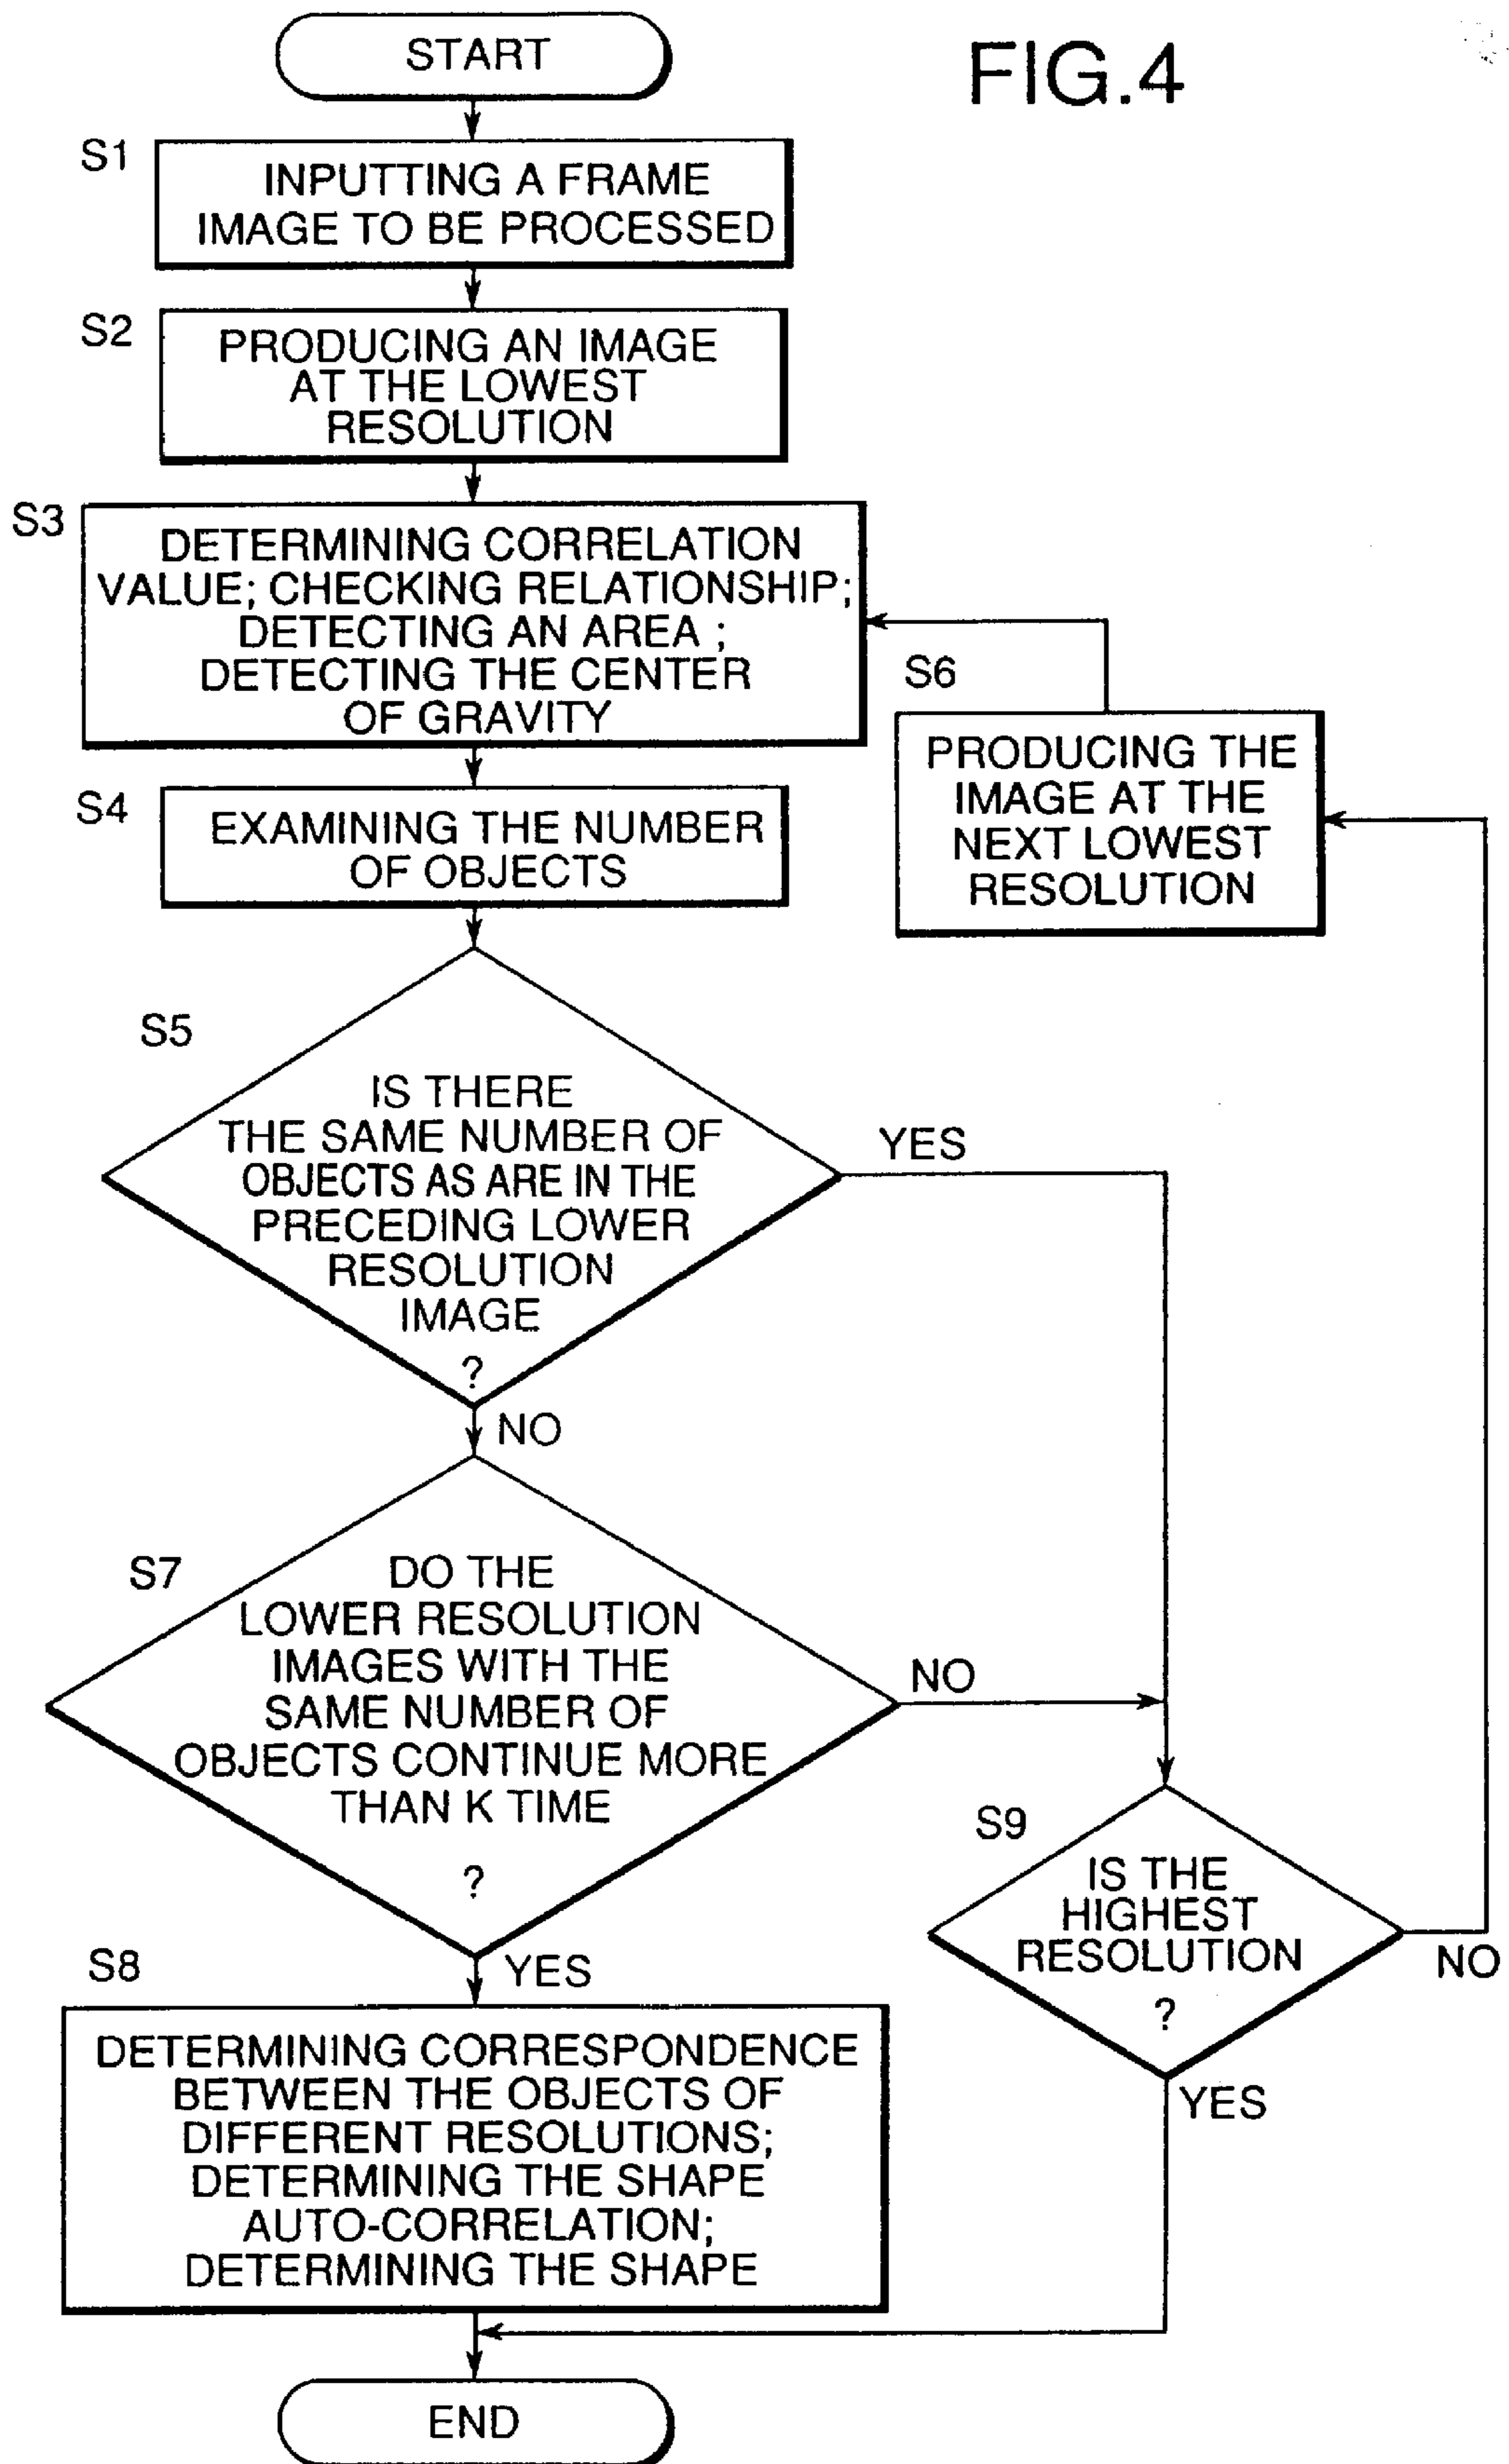 START
FIG.4
S1
INPUTTING A FRAME
IMAGE TO BE PROCESSED
S2
PRODUCING AN IMAGE
AT THE LOWEST
RESOLUTION
S3
DETERMINING CORRELATION
VALUE; CHECKING RELATIONSHIP;
DETECTING AN AREA ;
DETECTING THE CENTER
OF GRAVITY
S6
PRODUCING THE
IMAGE AT THE
NEXT LOWEST
RESOLUTION
S4
EXAMINING THE NUMBER
OF OBJECTS
S5
IS THERE
THE SAME NUMBER OF
OBJECTS AS ARE IN THE
PRECEDING LOWER
RESOLUTION
IMAGE
?
YES
NO
S7
DO THE
LOWER RESOLUTION
IMAGES WITH THE
SAME NUMBER OF
OBJECTS CONTINUE MORE
THAN K TIME
?
NO
YES
S9
IS THE
HIGHEST
RESOLUTION
?
NO
YES
S8
DETERMINING CORRESPONDENCE
BETWEEN THE OBJECTS OF
DIFFERENT RESOLUTIONS;
DETERMINING THE SHAPE
AUTO-CORRELATION;
DETERMINING THE SHAPE
END